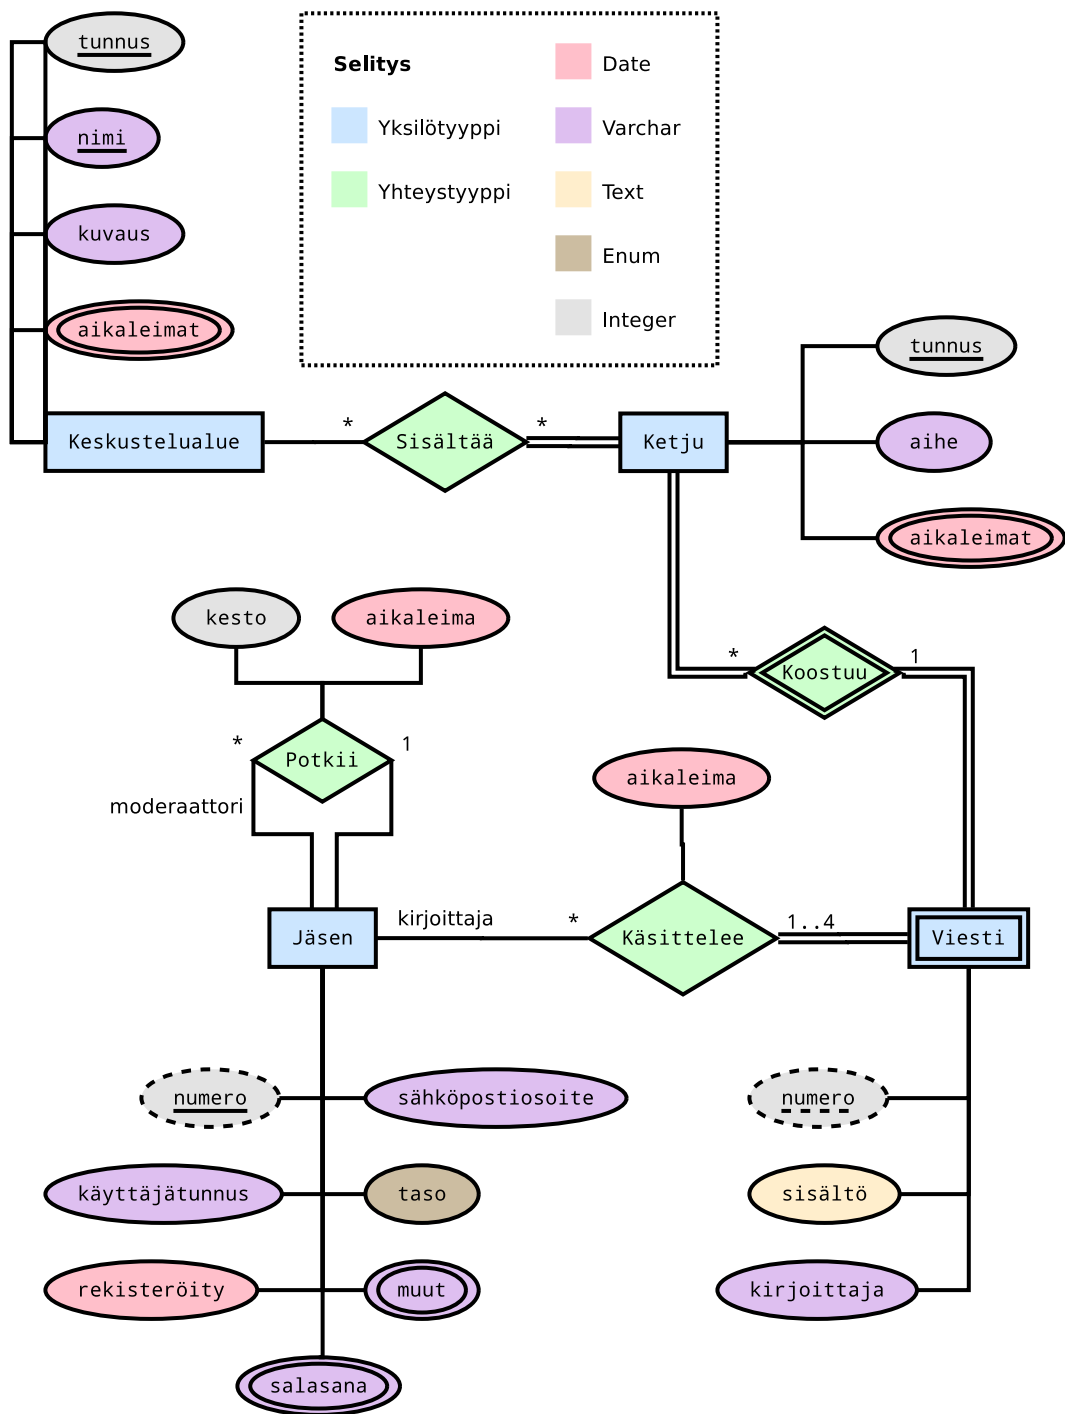 tunnus
nimi
kuvaus
aikaleimat
Selitys
Yksilötyyppi
Yhteystyyppi
Date
Varchar
Text
Enum
Integer
tunnus
aihe
aikaleimat
Keskustelualue
*
Sisältää
*
Ketju
kesto
aikaleima
*
Potkii
1
moderaattori
*
Koostuu
1
aikaleima
Jäsen
kirjoittaja
*
Käsittelee
1..4
Viesti
numero
sähköpostiosoite
käyttäjätunnus
taso
rekisteröity
muut
salasana
numero
sisältö
kirjoittaja